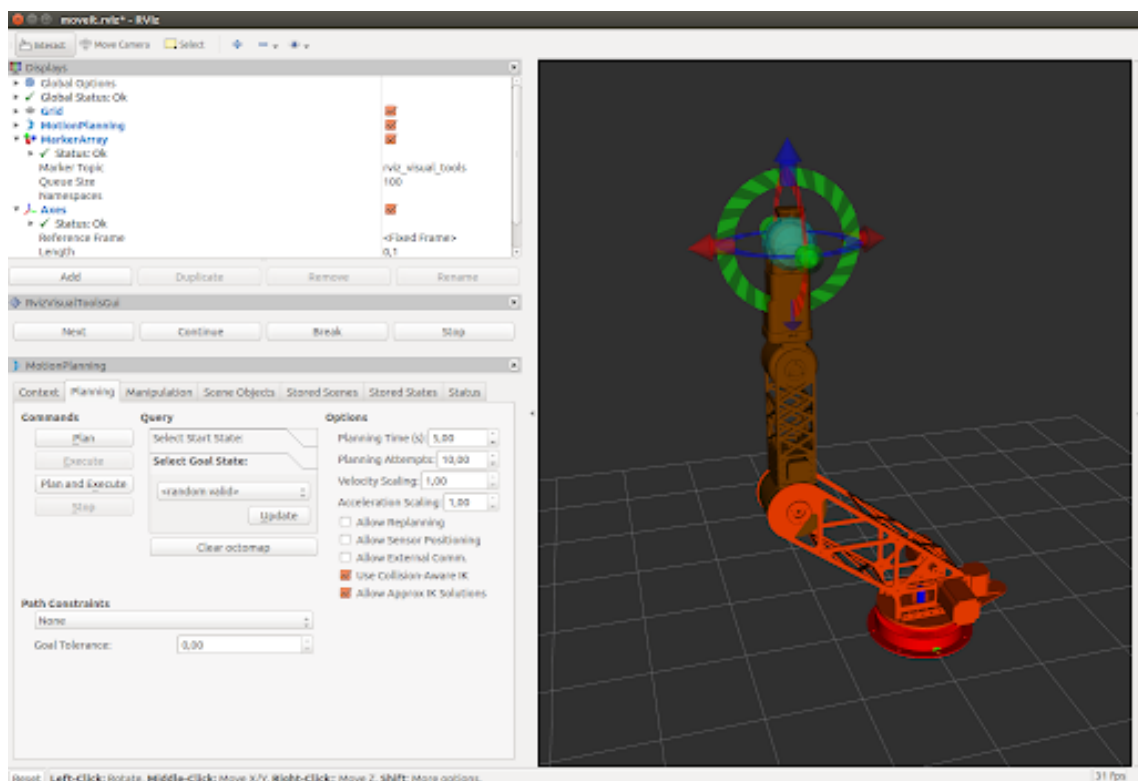 moveit.rviz* - RViz
Interact Move Camera Select
Displays
Global Options
Global Status: Ok
Grid
MotionPlanning
MarkerArray
Status: Ok
Marker Topic rviz_visual_tools
Queue Size 100
Namespaces
Axes
Status: Ok
Reference Frame <Fixed Frame>
Length 0,1
Add Duplicate Remove Rename
RvizVisualToolsGui
Next Continue Break Stop
MotionPlanning
Context Planning Manipulation Scene Objects Stored Scenes Stored States Status
Commands Query Options
Plan Select Start State: Planning Time (s): 5,00
Execute Select Goal State: Planning Attempts: 10,00
Plan and Execute <random valid> Velocity Scaling: 1,00
Stop Update Acceleration Scaling: 1,00
Allow Replanning
Clear octomap Allow Sensor Positioning
Allow External Comm.
Use Collision-Aware IK
Allow Approx IK Solutions
Path Constraints
None
Goal Tolerance: 0,00
Reset Left-Click: Rotate. Middle-Click: Move X/Y. Right-Click: Move Z. Shift: More options. 31 fps